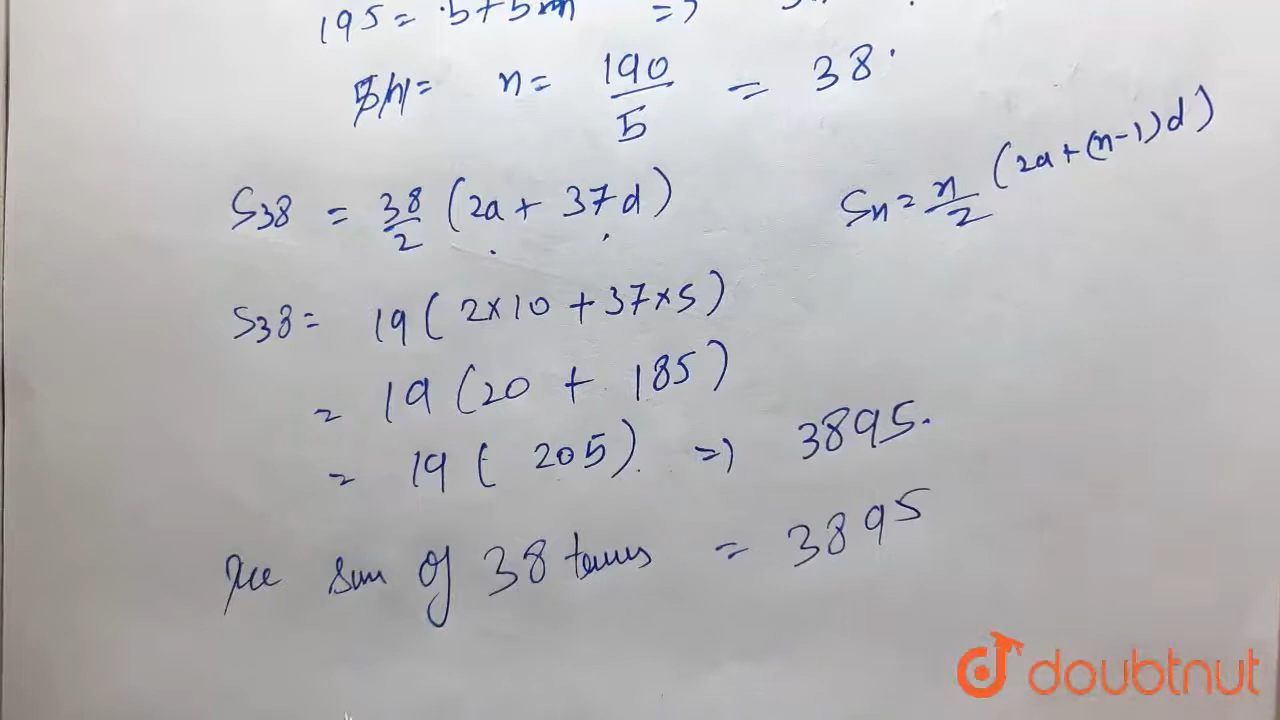 195 = 5+5n =>
n = 190/5 = 38.
Sn = n/2 (2a + (n-1)d)
S38 = 38/2 (2a + 37d)
S38 = 19 ( 2×10 + 37×5)
= 19 (20 + 185)
= 19 ( 205) => 3895.
The sum of 38 terms = 3895
doubtnut